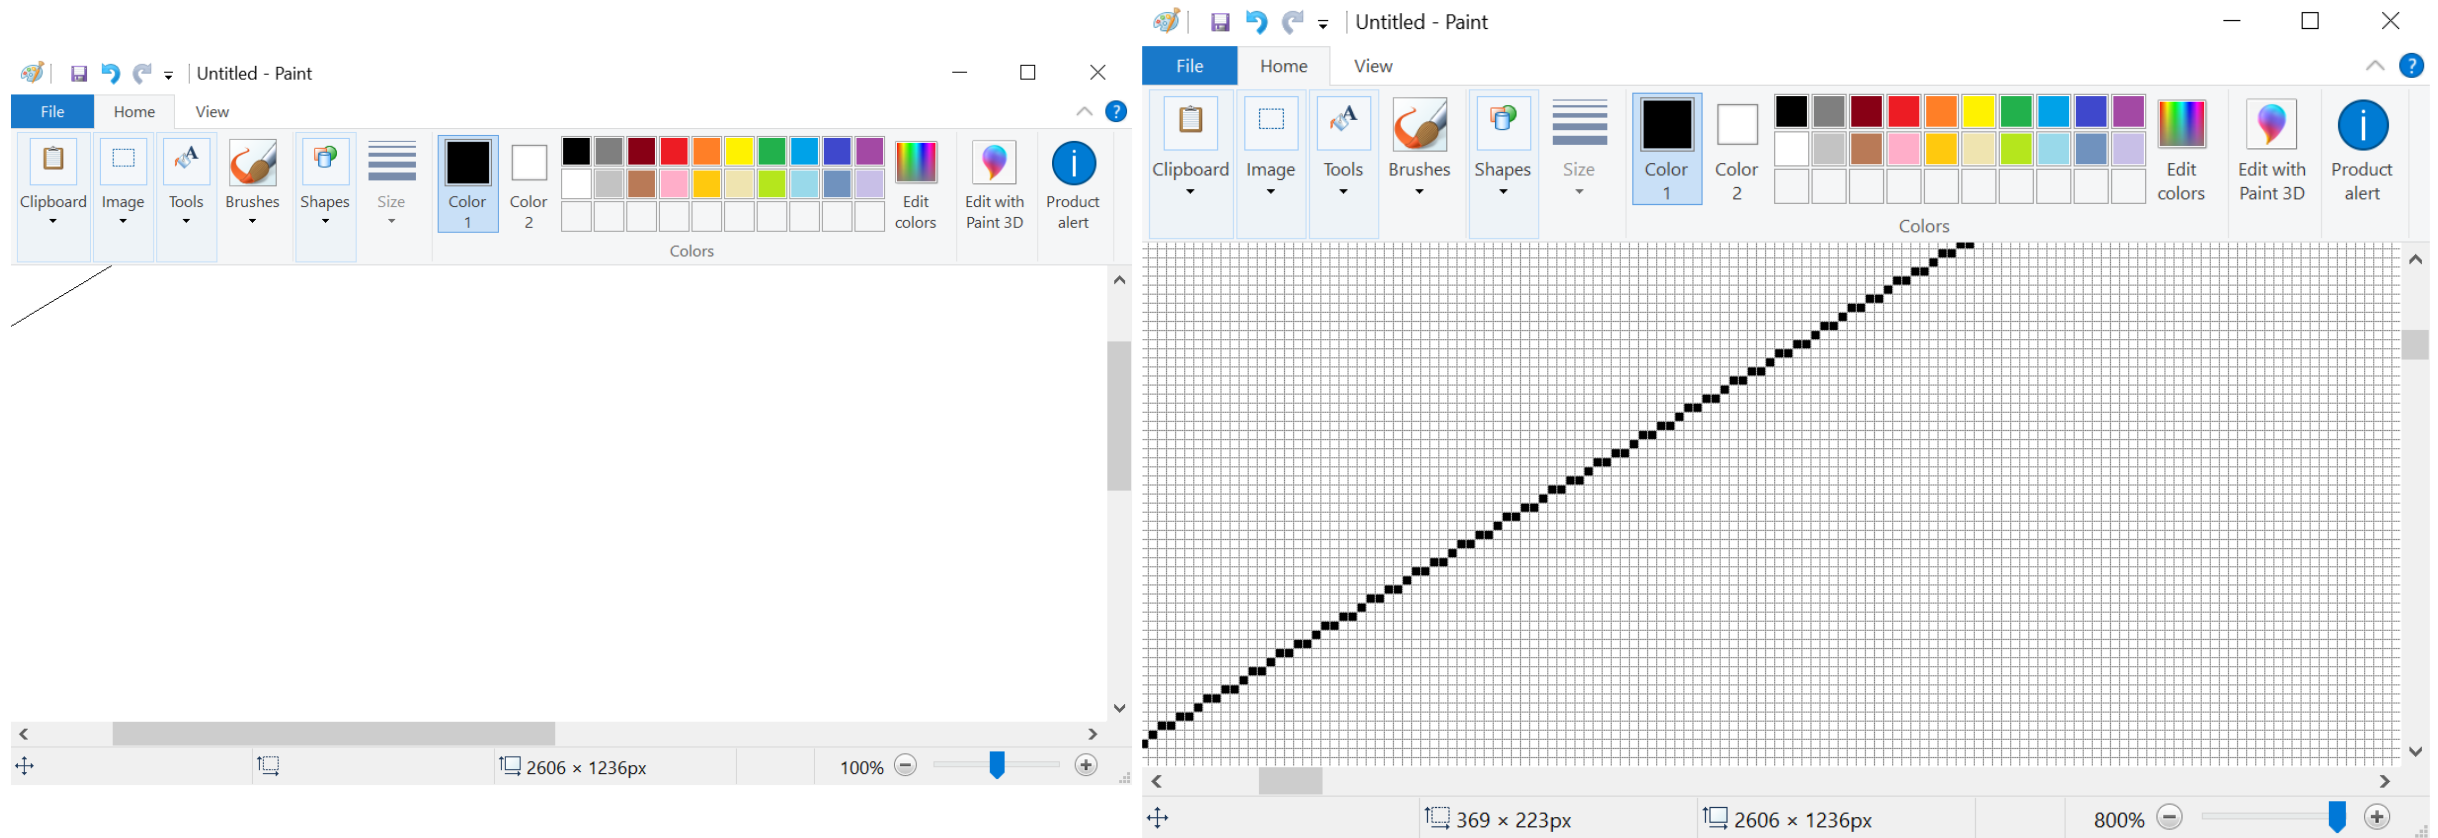 Untitled - Paint
File Home View
Clipboard Image Tools Brushes Shapes Size Color 1 Color 2 Edit colors Edit with Paint 3D Product alert
Colors
2606 × 1236px 100%
Untitled - Paint
File Home View
Clipboard Image Tools Brushes Shapes Size Color 1 Color 2 Edit colors Edit with Paint 3D Product alert
Colors
369 × 223px 2606 × 1236px 800%